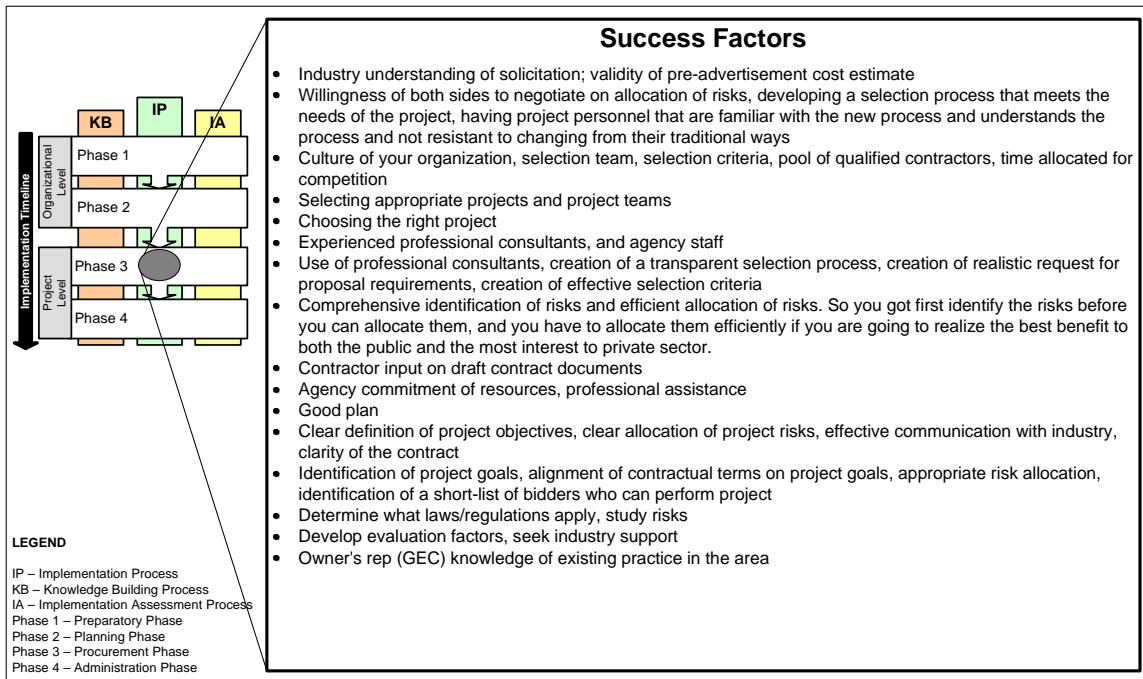 Success Factors
• Industry understanding of solicitation; validity of pre-advertisement cost estimate
• Willingness of both sides to negotiate on allocation of risks, developing a selection process that meets the
needs of the project, having project personnel that are familiar with the new process and understands the
process and not resistant to changing from their traditional ways
• Culture of your organization, selection team, selection criteria, pool of qualified contractors, time allocated for
competition
• Selecting appropriate projects and project teams
• Choosing the right project
• Experienced professional consultants, and agency staff
• Use of professional consultants, creation of a transparent selection process, creation of realistic request for
proposal requirements, creation of effective selection criteria
• Comprehensive identification of risks and efficient allocation of risks. So you got first identify the risks before
you can allocate them, and you have to allocate them efficiently if you are going to realize the best benefit to
both the public and the most interest to private sector.
• Contractor input on draft contract documents
• Agency commitment of resources, professional assistance
• Good plan
• Clear definition of project objectives, clear allocation of project risks, effective communication with industry,
clarity of the contract
• Identification of project goals, alignment of contractual terms on project goals, appropriate risk allocation,
identification of a short-list of bidders who can perform project
• Determine what laws/regulations apply, study risks
• Develop evaluation factors, seek industry support
• Owner's rep (GEC) knowledge of existing practice in the area
KB
IP
IA
Implementation Timeline
Organizational
Level
Phase 1
Phase 2
Project
Level
Phase 3
Phase 4
LEGEND
IP – Implementation Process
KB – Knowledge Building Process
IA – Implementation Assessment Process
Phase 1 – Preparatory Phase
Phase 2 – Planning Phase
Phase 3 – Procurement Phase
Phase 4 – Administration Phase